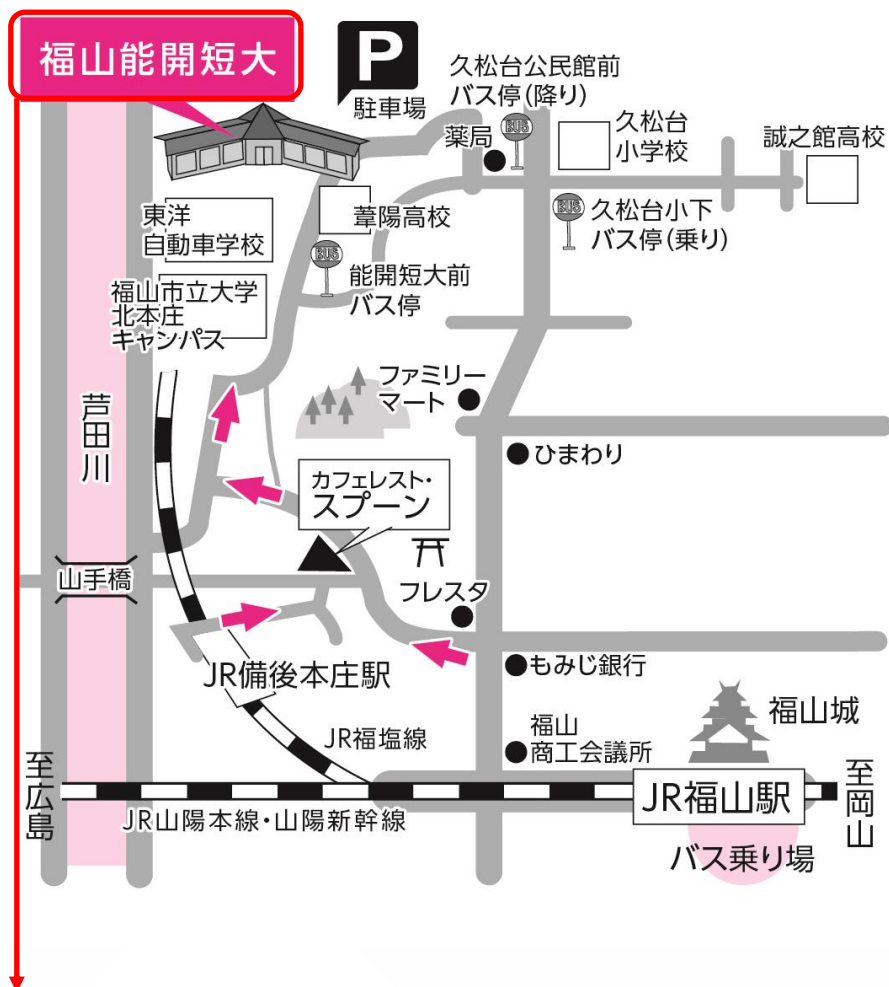 福山能開短大
P
駐車場
久松台公民館前
バス停(降り)
BUS
薬局
久松台
小学校
誠之館高校
BUS
久松台小下
バス停(乗り)
東洋
自動車学校
葦陽高校
BUS
能開短大前
バス停
福山市立大学
北本庄
キャンパス
ファミリー
マート
芦田川
ひまわり
カフェレスト・
スプーン
山手橋
フレスタ
もみじ銀行
JR備後本庄駅
福山城
福山
商工会議所
JR福塩線
至広島
JR福山駅
至岡山
JR山陽本線・山陽新幹線
バス乗り場